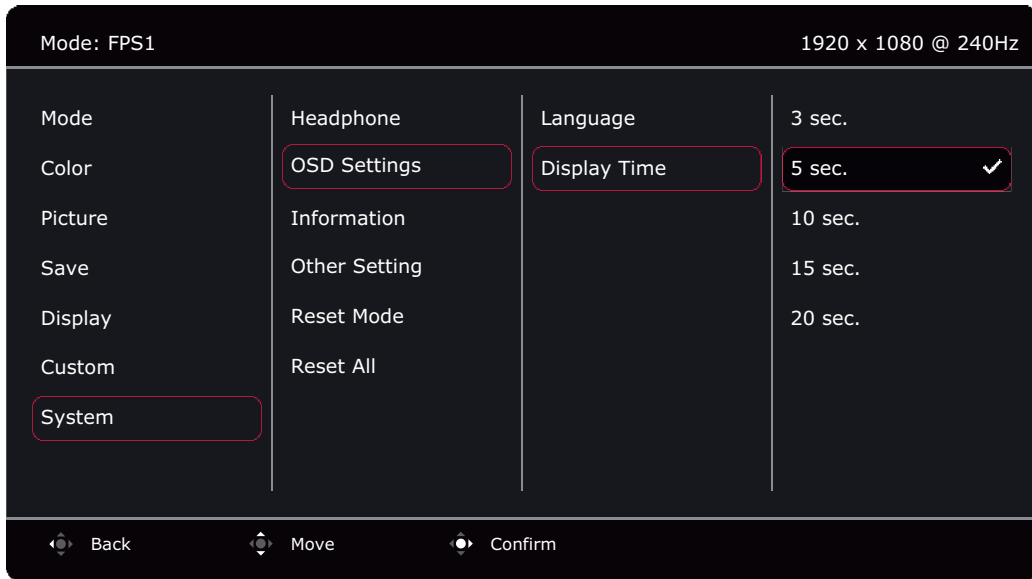 Mode: FPS1
1920 x 1080 @ 240Hz
Mode
Color
Picture
Save
Display
Custom
System
Headphone
OSD Settings
Information
Other Setting
Reset Mode
Reset All
Language
Display Time
3 sec.
5 sec.
10 sec.
15 sec.
20 sec.
Back
Move
Confirm